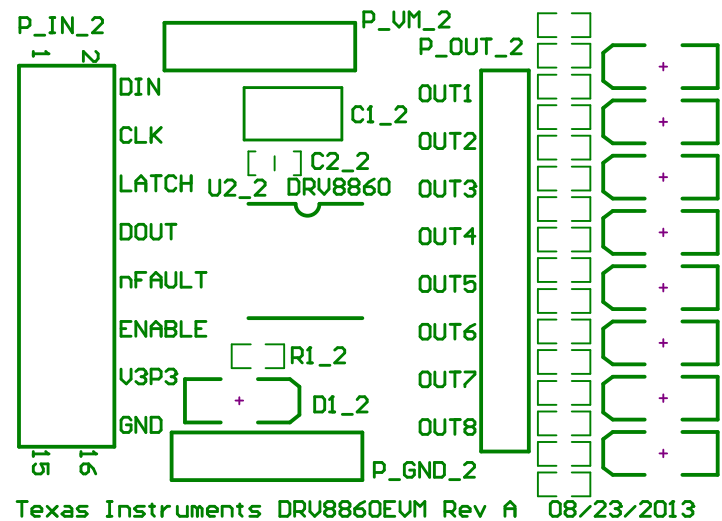 P_IN_2
P_VM_2
P_OUT_2
1
2
DIN
CLK
LATCH
DOUT
nFAULT
ENABLE
V3P3
GND
15
16
C1_2
C2_2
U2_2
DRV8860
R1_2
D1_2
P_GND_2
OUT1
OUT2
OUT3
OUT4
OUT5
OUT6
OUT7
OUT8
Texas Instruments DRV8860EVM Rev A 08/23/2013